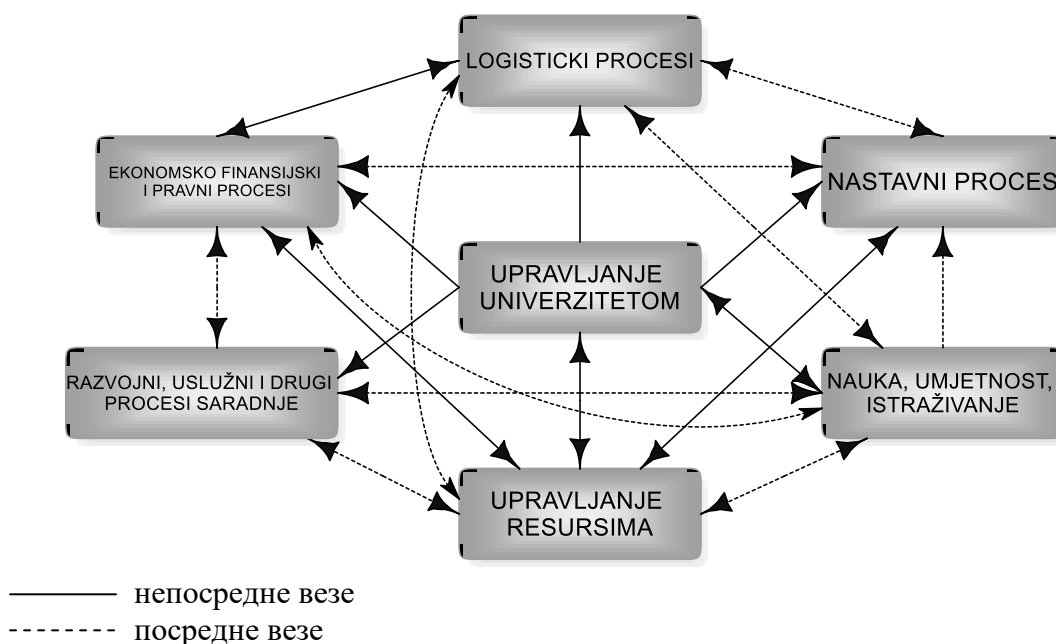 LOGISTICKI PROCESI
EKONOMSKO FINANSIJSKI
I PRAVNI PROCESI
NASTAVNI PROCES
UPRAVLJANJE
UNIVERZITETOM
RAZVOJNI, USLUŽNI I DRUGI
PROCESI SARADNJE
NAUKA, UMJETNOST,
ISTRAŽIVANJE
UPRAVLJANJE
RESURSIMA
непосредне везе
посредне везе